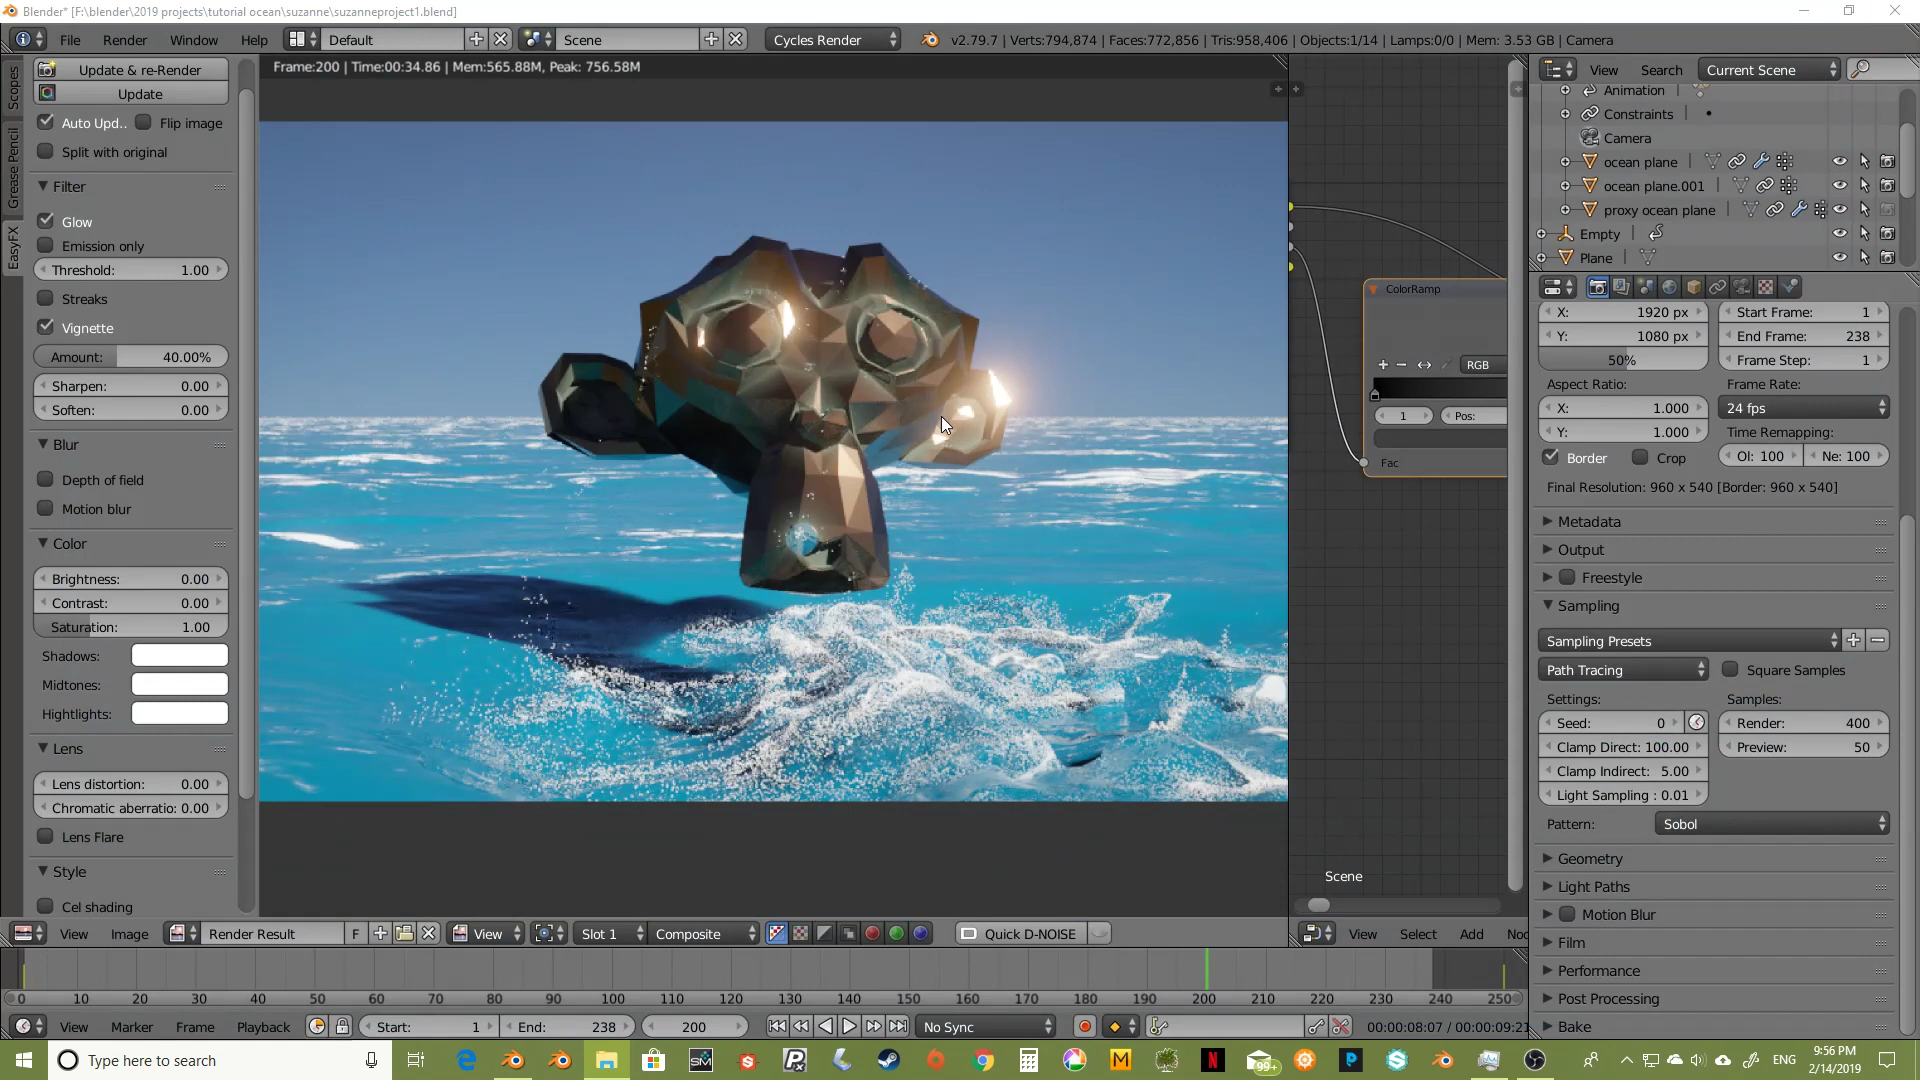 Blender* [F:\blender\2019 projects\tutorial ocean\suzanne\suzanneproject1.blend]
File Render Window Help Default Scene Cycles Render v2.79.7 | Verts:794,874 | Faces:772,856 | Tris:958,406 | Objects:1/14 | Lamps:0/0 | Mem: 3.53 GB | Camera
Frame:200 | Time:00:34.86 | Mem:565.88M, Peak: 756.58M
Scopes
Grease Pencil
EasyFX
Update & re-Render
Update
Auto Upd.. Flip image
Split with original
Filter
Glow
Emission only
Threshold: 1.00
Streaks
Vignette
Amount: 40.00%
Sharpen: 0.00
Soften: 0.00
Blur
Depth of field
Motion blur
Color
Brightness: 0.00
Contrast: 0.00
Saturation: 1.00
Shadows:
Midtones:
Hightlights:
Lens
Lens distortion: 0.00
Chromatic aberratio: 0.00
Lens Flare
Style
Cel shading
ColorRamp
RGB
1 Pos:
Fac
Scene
View Search Current Scene
Animation
Constraints
Camera
ocean plane
ocean plane.001
proxy ocean plane
Empty
Plane
X: 1920 px Start Frame: 1
Y: 1080 px End Frame: 238
50% Frame Step: 1
Aspect Ratio: Frame Rate:
X: 1.000 24 fps
Y: 1.000 Time Remapping:
Border Crop Ol: 100 Ne: 100
Final Resolution: 960 x 540 [Border: 960 x 540]
Metadata
Output
Freestyle
Sampling
Sampling Presets
Path Tracing Square Samples
Settings: Samples:
Seed: 0 Render: 400
Clamp Direct: 100.00 Preview: 50
Clamp Indirect: 5.00
Light Sampling : 0.01
Pattern: Sobol
Geometry
Light Paths
Motion Blur
Film
Performance
Post Processing
Bake
View Image Render Result F View Slot 1 Composite Quick D-NOISE View Select Add Noc
0 10 20 30 40 50 60 70 80 90 100 110 120 130 140 150 160 170 180 190 200 210 220 230 240 250
View Marker Frame Playback Start: 1 End: 238 200 No Sync 00:00:08:07 / 00:00:09:21
Type here to search SM 99+ ENG 9:56 PM
2/14/2019